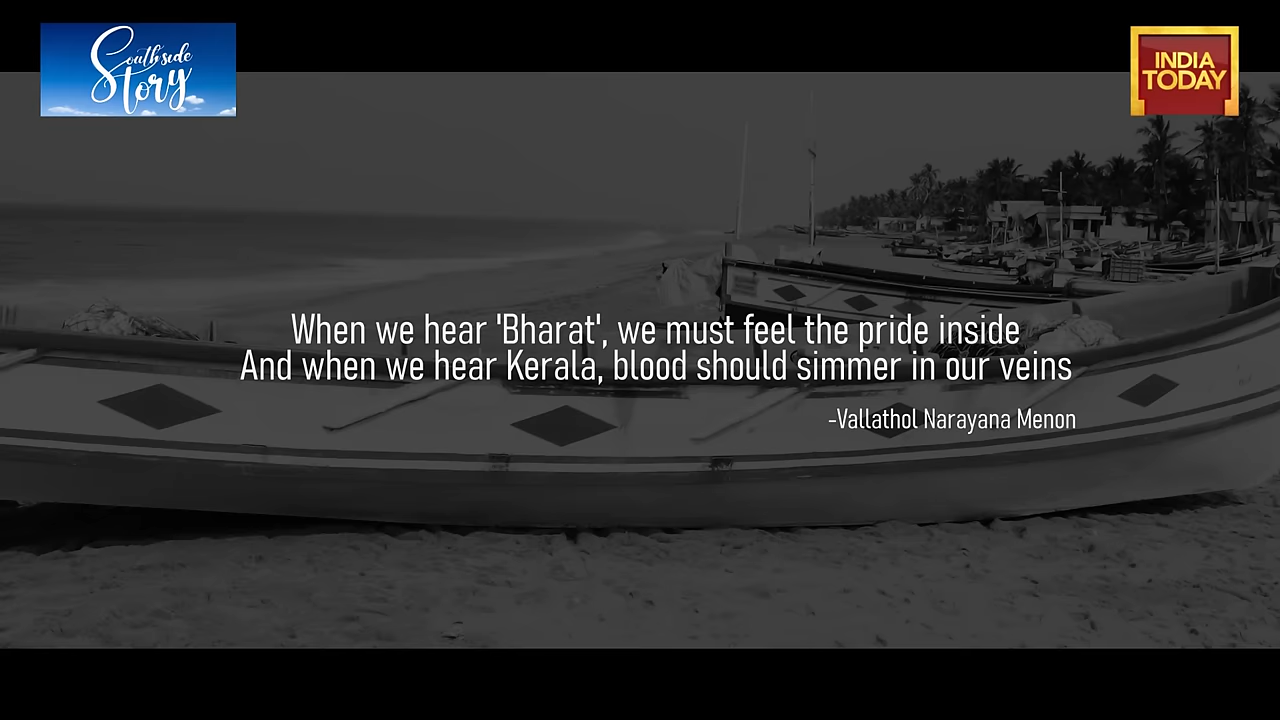 Southside
Story
INDIA
TODAY
When we hear 'Bharat', we must feel the pride inside
And when we hear Kerala, blood should simmer in our veins
-Vallathol Narayana Menon